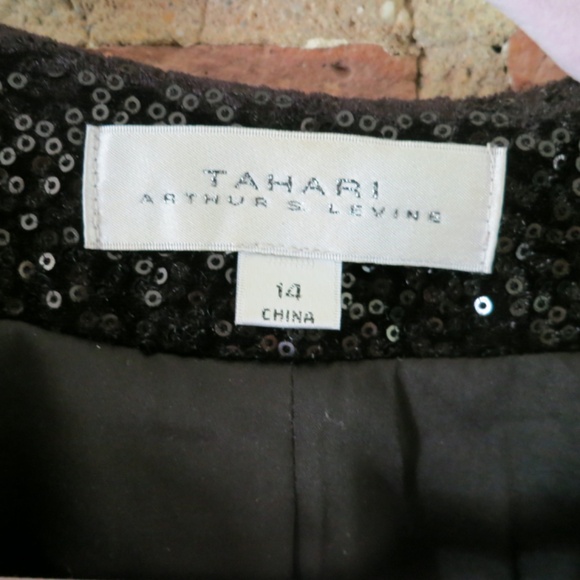 TAHARI
ARTHUR S. LEVINE
14
CHINA